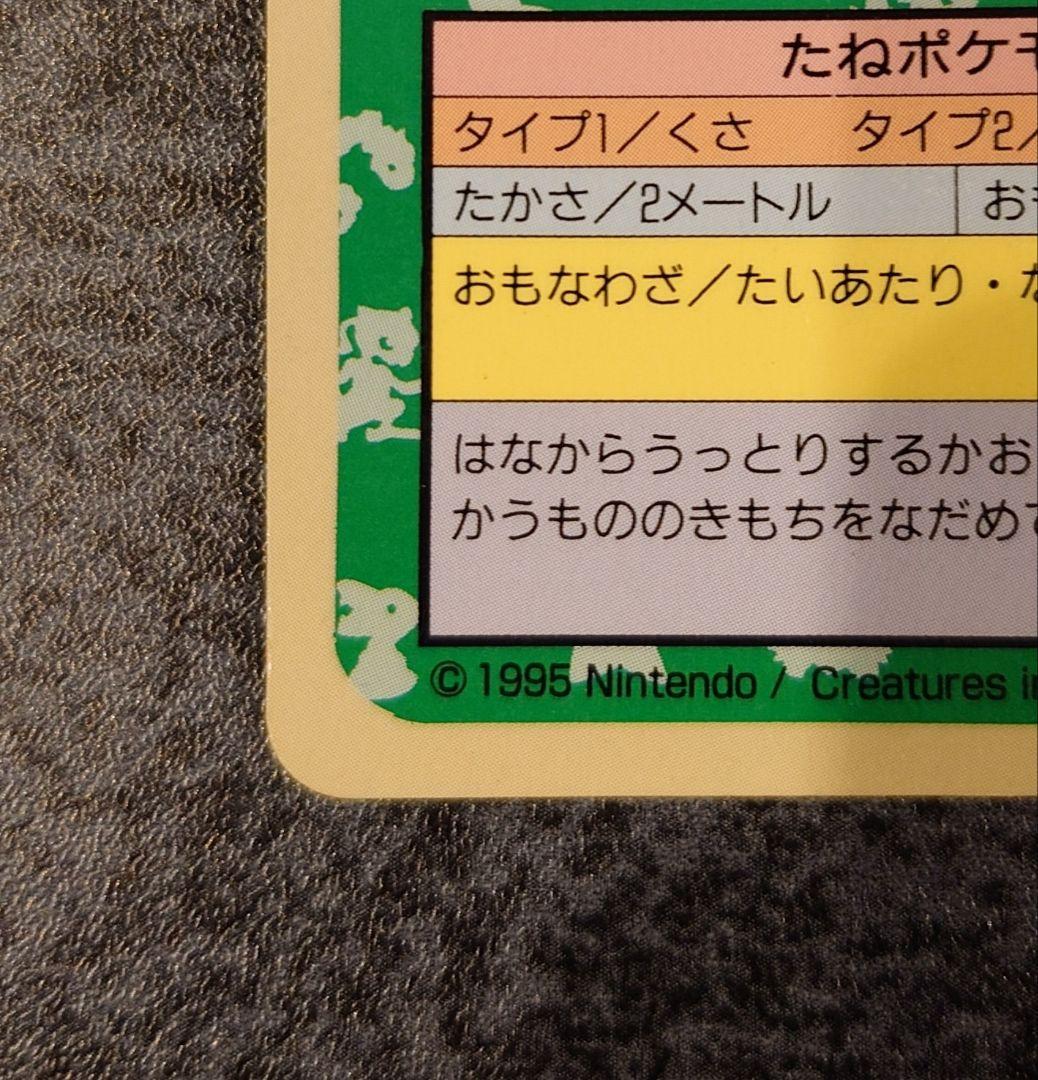 たねポケモ
タイプ1／くさ　　タイプ2／
たかさ／2メートル　　おも
おもなわざ／たいあたり・な
はなからうっとりするかお
かうもののきもちをなだめて
© 1995 Nintendo / Creatures in